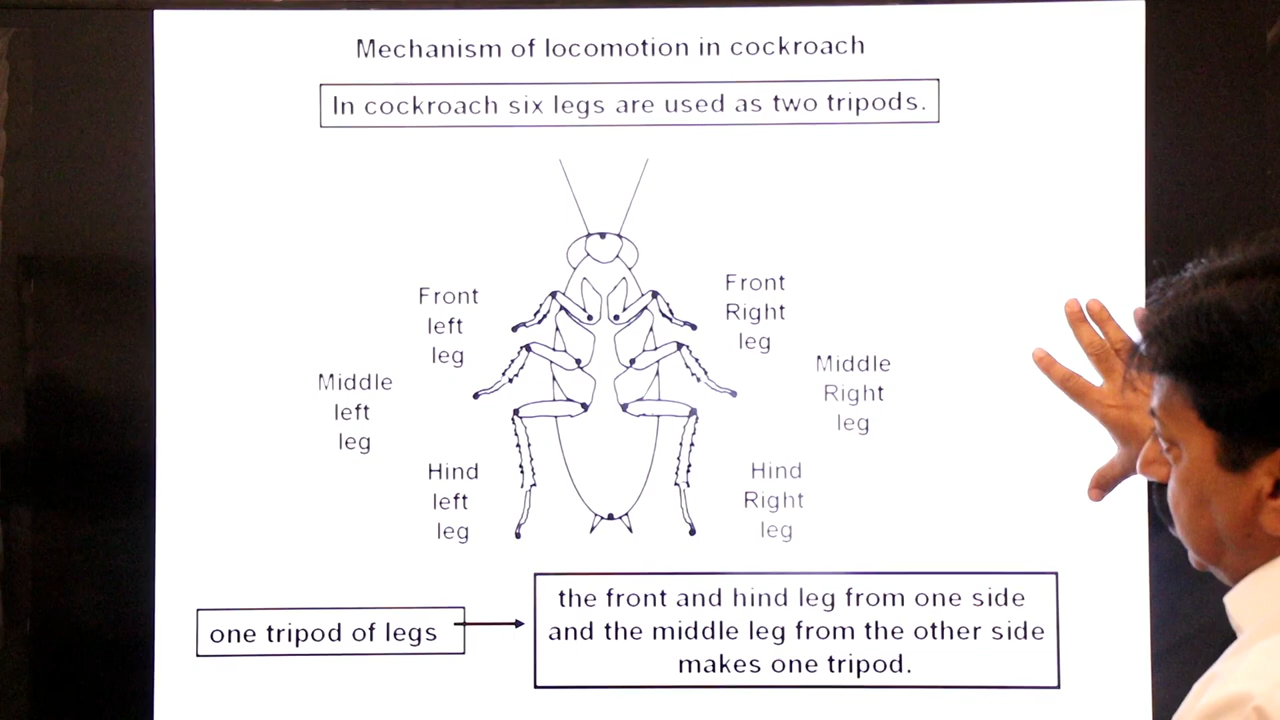 Mechanism of locomotion in cockroach
In cockroach six legs are used as two tripods.
Front
left
leg
Front
Right
leg
Middle
left
leg
Middle
Right
leg
Hind
left
leg
Hind
Right
leg
one tripod of legs
the front and hind leg from one side
and the middle leg from the other side
makes one tripod.